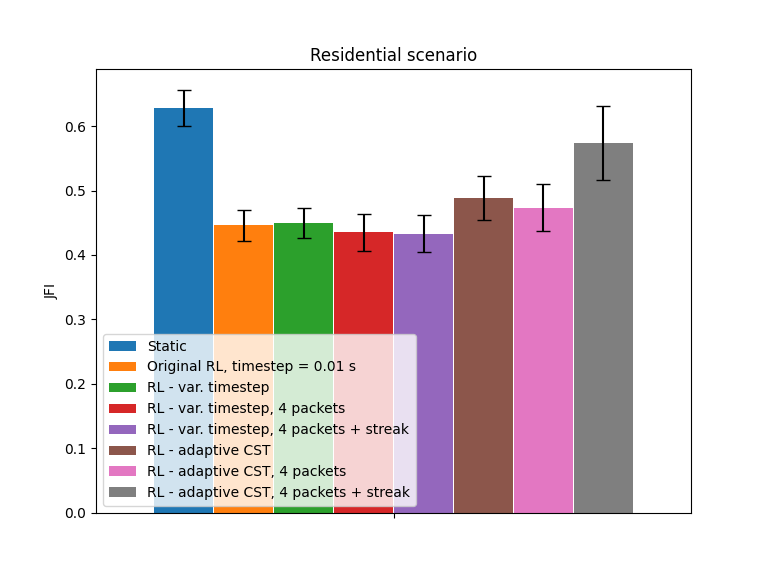 Residential scenario
JFI
0.6
0.5
0.4
0.3
0.2
0.1
0.0
Static
Original RL, timestep = 0.01 s
RL - var. timestep
RL - var. timestep, 4 packets
RL - var. timestep, 4 packets + streak
RL - adaptive CST
RL - adaptive CST, 4 packets
RL - adaptive CST, 4 packets + streak